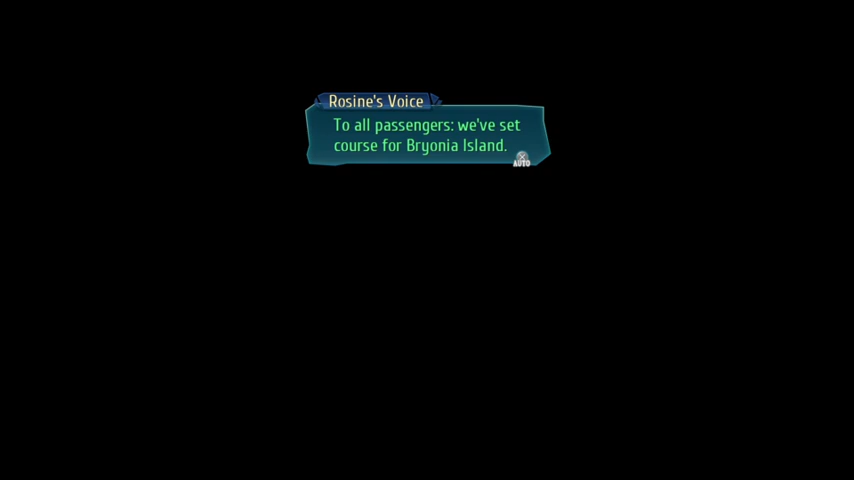 Rosine's Voice
To all passengers: we've set
course for Bryonia Island.
AUTO